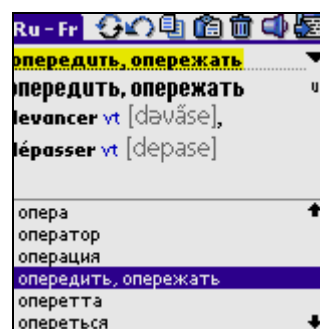 Ru-Fr
опередить, опережать
опередить, опережать
devancer vt [dəvɑ̃se],
dépasser vt [depase]
опера
оператор
операция
опередить, опережать
оперетта
опереться